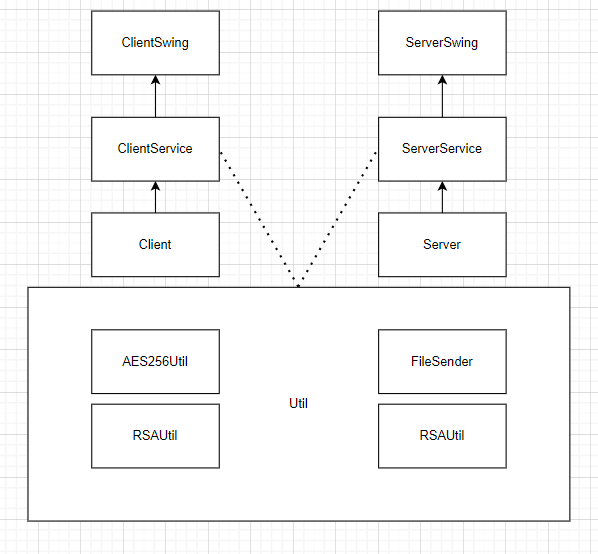 ClientSwing
ServerSwing
ClientService
ServerService
Client
Server
AES256Util
FileSender
Util
RSAUtil
RSAUtil